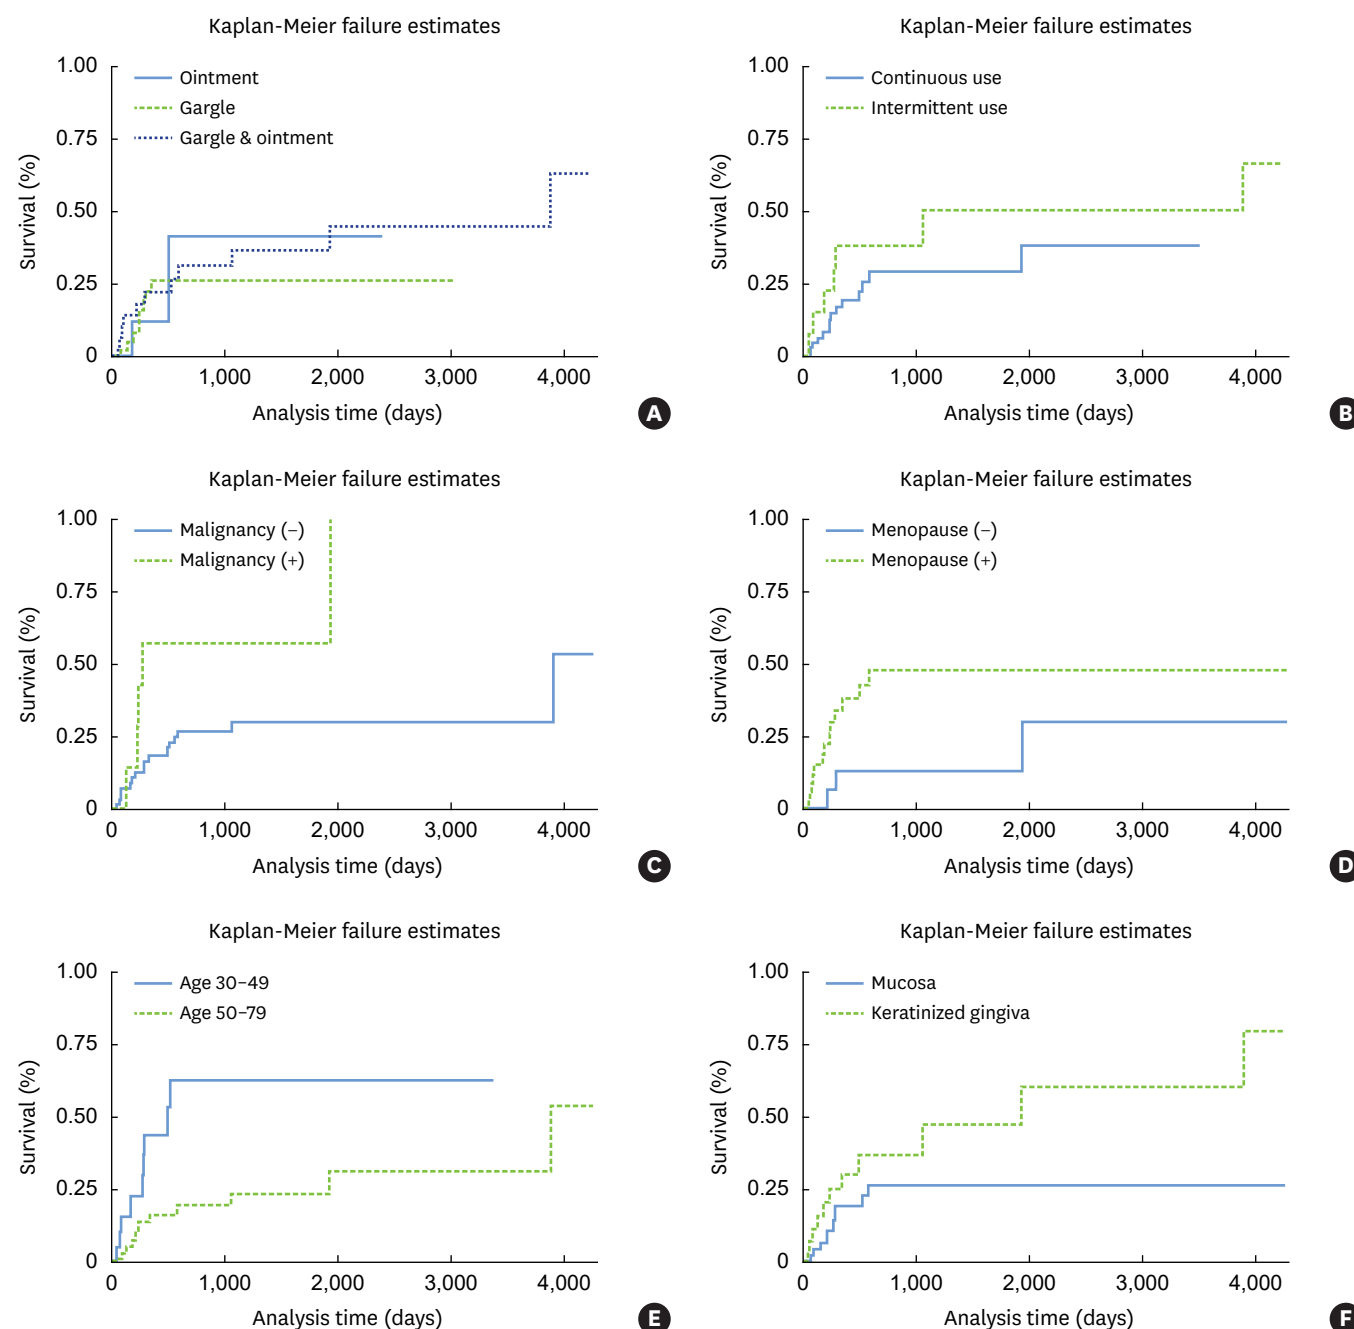 Kaplan-Meier failure estimates
1.00
0.75
0.50
0.25
0
Survival (%)
Ointment
Gargle
Gargle & ointment
0 1,000 2,000 3,000 4,000
Analysis time (days)
A
Kaplan-Meier failure estimates
1.00
0.75
0.50
0.25
0
Survival (%)
Continuous use
Intermittent use
0 1,000 2,000 3,000 4,000
Analysis time (days)
B
Kaplan-Meier failure estimates
1.00
0.75
0.50
0.25
0
Survival (%)
Malignancy (−)
Malignancy (+)
0 1,000 2,000 3,000 4,000
Analysis time (days)
C
Kaplan-Meier failure estimates
1.00
0.75
0.50
0.25
0
Survival (%)
Menopause (−)
Menopause (+)
0 1,000 2,000 3,000 4,000
Analysis time (days)
D
Kaplan-Meier failure estimates
1.00
0.75
0.50
0.25
0
Survival (%)
Age 30–49
Age 50–79
0 1,000 2,000 3,000 4,000
Analysis time (days)
E
Kaplan-Meier failure estimates
1.00
0.75
0.50
0.25
0
Survival (%)
Mucosa
Keratinized gingiva
0 1,000 2,000 3,000 4,000
Analysis time (days)
F